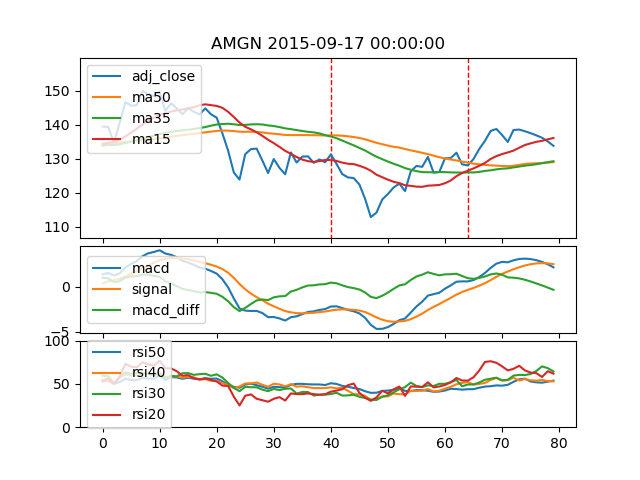 AMGN 2015-09-17 00:00:00
adj_close
ma50
ma35
ma15
150
140
130
120
110
macd
signal
macd_diff
0
−5
rsi50
rsi40
rsi30
rsi20
100
50
0
0 10 20 30 40 50 60 70 80